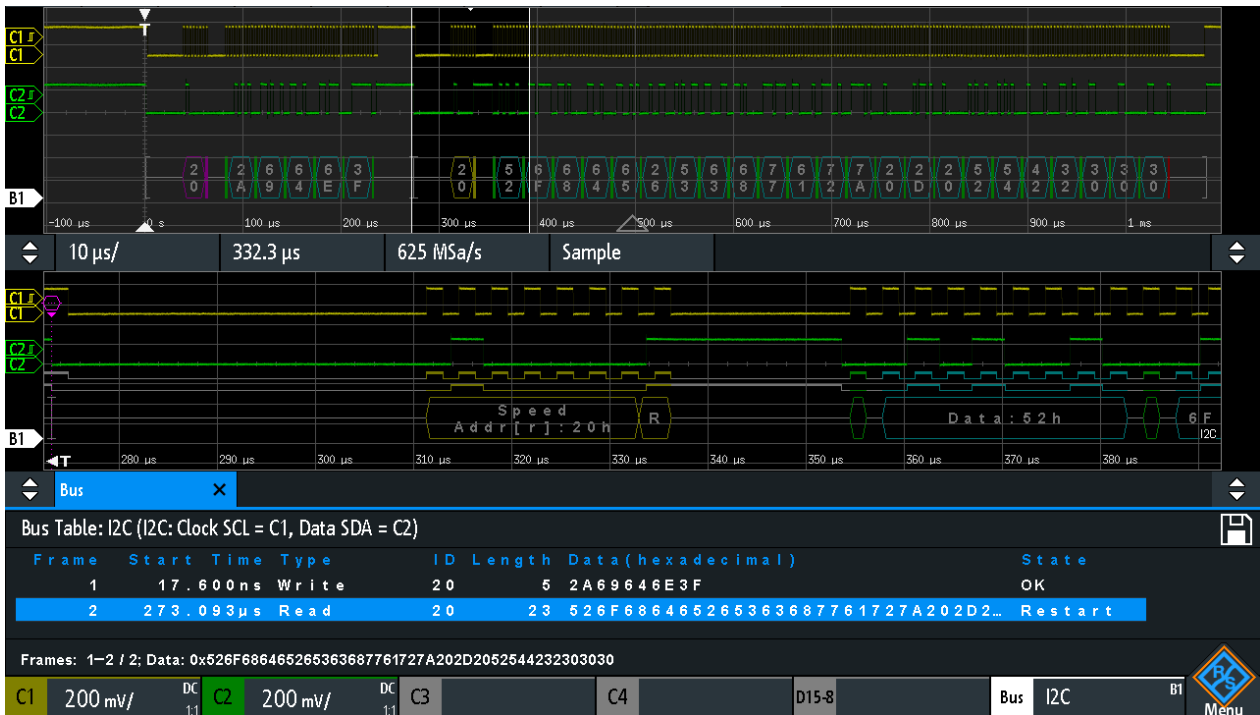 T
C1
C1
C2
C2
2 2 6 6 6 3 2 5 6 6 6 6 2 5 6 6 7 6 7 7 2 2 2 5 5 4 3 3 3 3
0 A 9 4 E F 0 2 F 8 4 5 6 3 3 8 7 1 2 A 0 D 0 2 4 2 2 0 0 0
B1
-100 µs 0 s 100 µs 200 µs 300 µs 400 µs 500 µs 600 µs 700 µs 800 µs 900 µs 1 ms
10 µs/ 332.3 µs 625 MSa/s Sample
C1
C1
C2
C2
Speed
Addr[r]:20h R Data:52h 6F
B1 I2C
T 280 µs 290 µs 300 µs 310 µs 320 µs 330 µs 340 µs 350 µs 360 µs 370 µs 380 µs
Bus ×
Bus Table: I2C (I2C: Clock SCL = C1, Data SDA = C2)
Frame Start Time Type ID Length Data(hexadecimal) State
1 17.600ns Write 20 5 2A69646E3F OK
2 273.093µs Read 20 23 526F686465265363687761727A202D2… Restart
Frames: 1–2 / 2; Data: 0x526F686465265363687761727A202D2052544232303030
C1 200 mV/ DC 1:1 C2 200 mV/ DC 1:1 C3 C4 D15-8 Bus I2C B1 R&S Menu